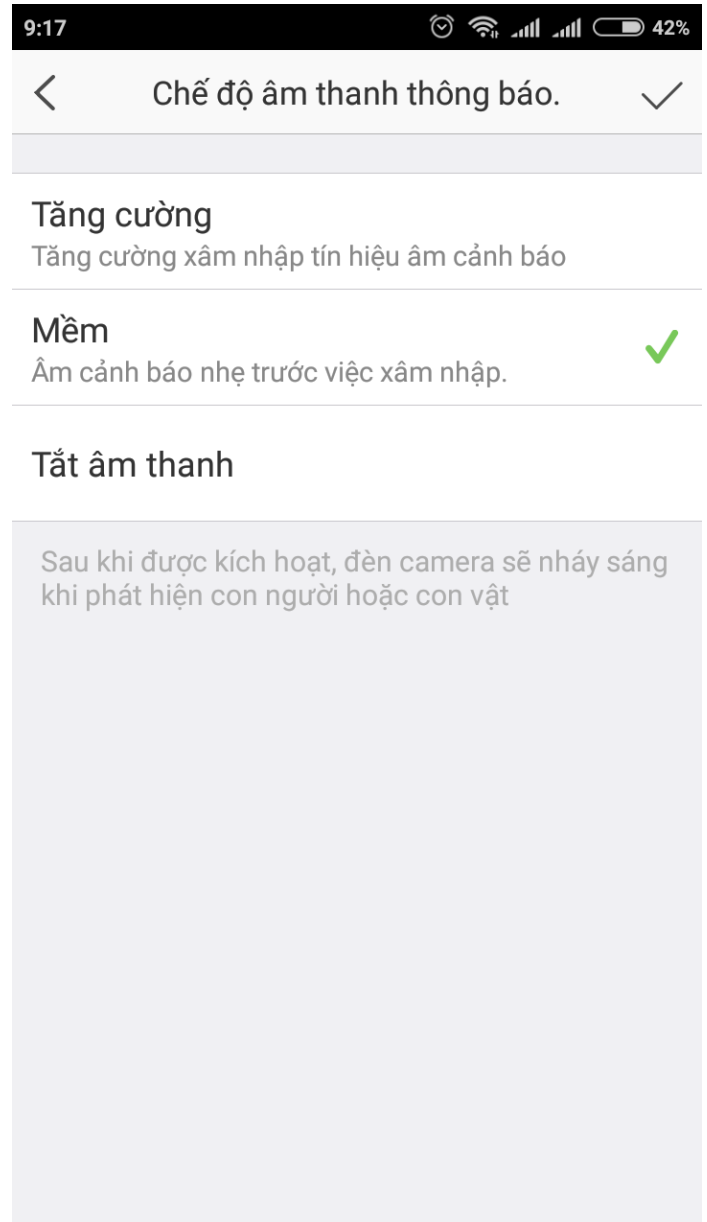 9:17 42%
Chế độ âm thanh thông báo.
Tăng cường
Tăng cường xâm nhập tín hiệu âm cảnh báo
Mềm
Âm cảnh báo nhẹ trước việc xâm nhập.
Tắt âm thanh
Sau khi được kích hoạt, đèn camera sẽ nháy sáng
khi phát hiện con người hoặc con vật